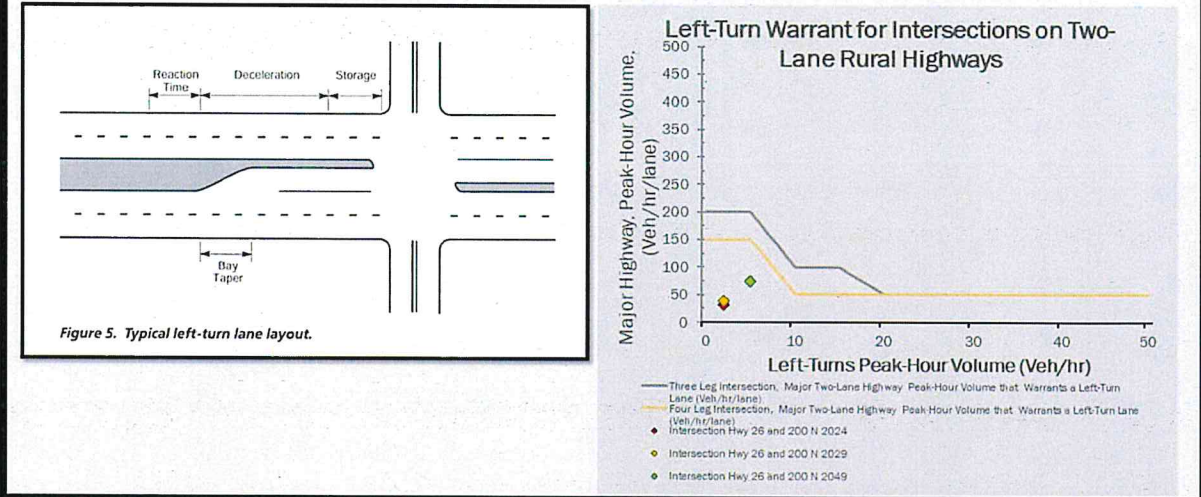 Reaction
Time
Deceleration
Storage
Bay
Taper
Figure 5. Typical left-turn lane layout.
Left-Turn Warrant for Intersections on Two-
Lane Rural Highways
Major Highway, Peak-Hour Volume,
(Veh/hr/lane)
500
450
400
350
300
250
200
150
100
50
0
0 10 20 30 40 50
Left-Turns Peak-Hour Volume (Veh/hr)
Three Leg Intersection, Major Two-Lane Highway Peak-Hour Volume that Warrants a Left-Turn
Lane (Veh/hr/lane)
Four Leg Intersection, Major Two-Lane Highway Peak-Hour Volume that Warrants a Left-Turn Lane
(Veh/hr/lane)
Intersection Hwy 26 and 200 N 2024
Intersection Hwy 26 and 200 N 2029
Intersection Hwy 26 and 200 N 2049